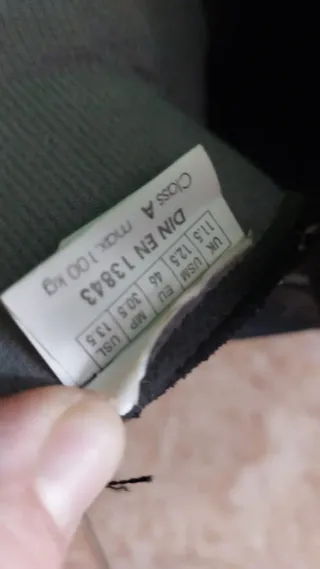 UK USM EU MP USL
11.5 12.5 46 30.5 13.5
DIN EN 13843
Class A max.100 kg